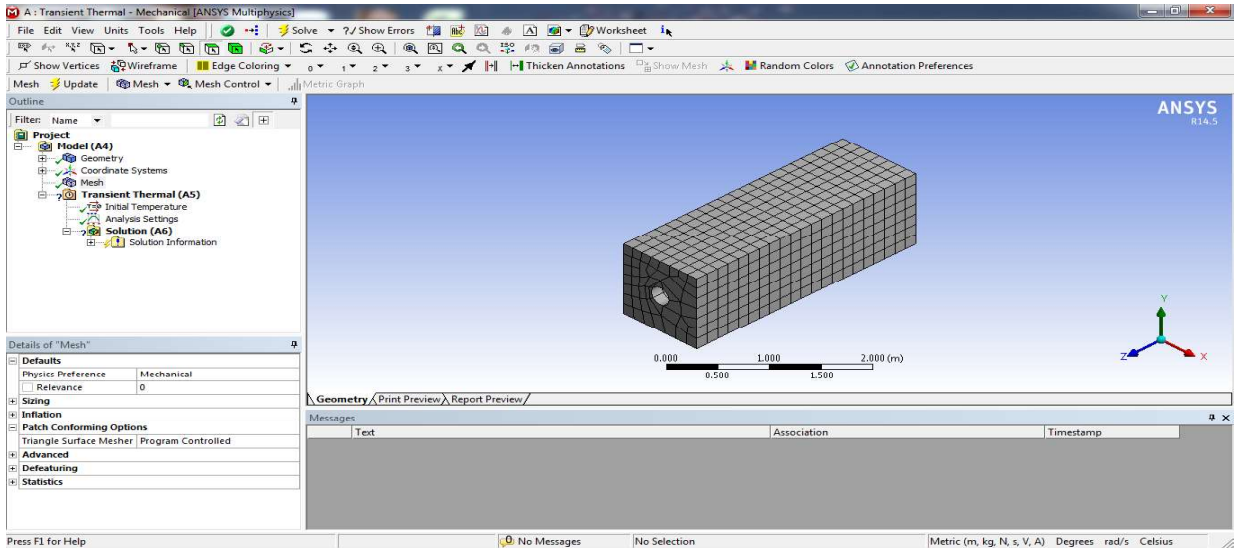 A : Transient Thermal - Mechanical [ANSYS Multiphysics]
File Edit View Units Tools Help Solve ?✓ Show Errors A Worksheet
Show Vertices Wireframe Edge Coloring 0 1 2 3 x Thicken Annotations Show Mesh Random Colors Annotation Preferences
Mesh Update Mesh Mesh Control Metric Graph
Outline
Filter: Name
Project
Model (A4)
Geometry
Coordinate Systems
Mesh
Transient Thermal (A5)
Initial Temperature
Analysis Settings
Solution (A6)
Solution Information
ANSYS
R14.5
Y
Z X
0.000 1.000 2.000 (m)
0.500 1.500
Details of "Mesh"
Defaults
Physics Preference Mechanical
Relevance 0
Sizing
Inflation
Patch Conforming Options
Triangle Surface Mesher Program Controlled
Advanced
Defeaturing
Statistics
Geometry Print Preview Report Preview
Messages
Text Association Timestamp
Press F1 for Help 0 No Messages No Selection Metric (m, kg, N, s, V, A) Degrees rad/s Celsius